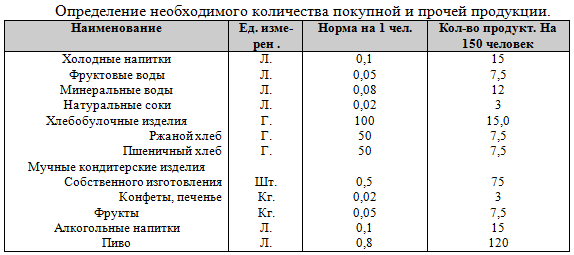 Определение необходимого количества покупной и прочей продукции.
Наименование Ед. изме- Норма на 1 чел. Кол-во продукт. На
рен . 150 человек
Холодные напитки Л. 0,1 15
Фруктовые воды Л. 0,05 7,5
Минеральные воды Л. 0,08 12
Натуральные соки Л. 0,02 3
Хлебобулочные изделия Г. 100 15,0
Ржаной хлеб Г. 50 7,5
Пшеничный хлеб Г. 50 7,5
Мучные кондитерские изделия
Собственного изготовления Шт. 0,5 75
Конфеты, печенье Кг. 0,02 3
Фрукты Кг. 0,05 7,5
Алкогольные напитки Л. 0,1 15
Пиво Л. 0,8 120